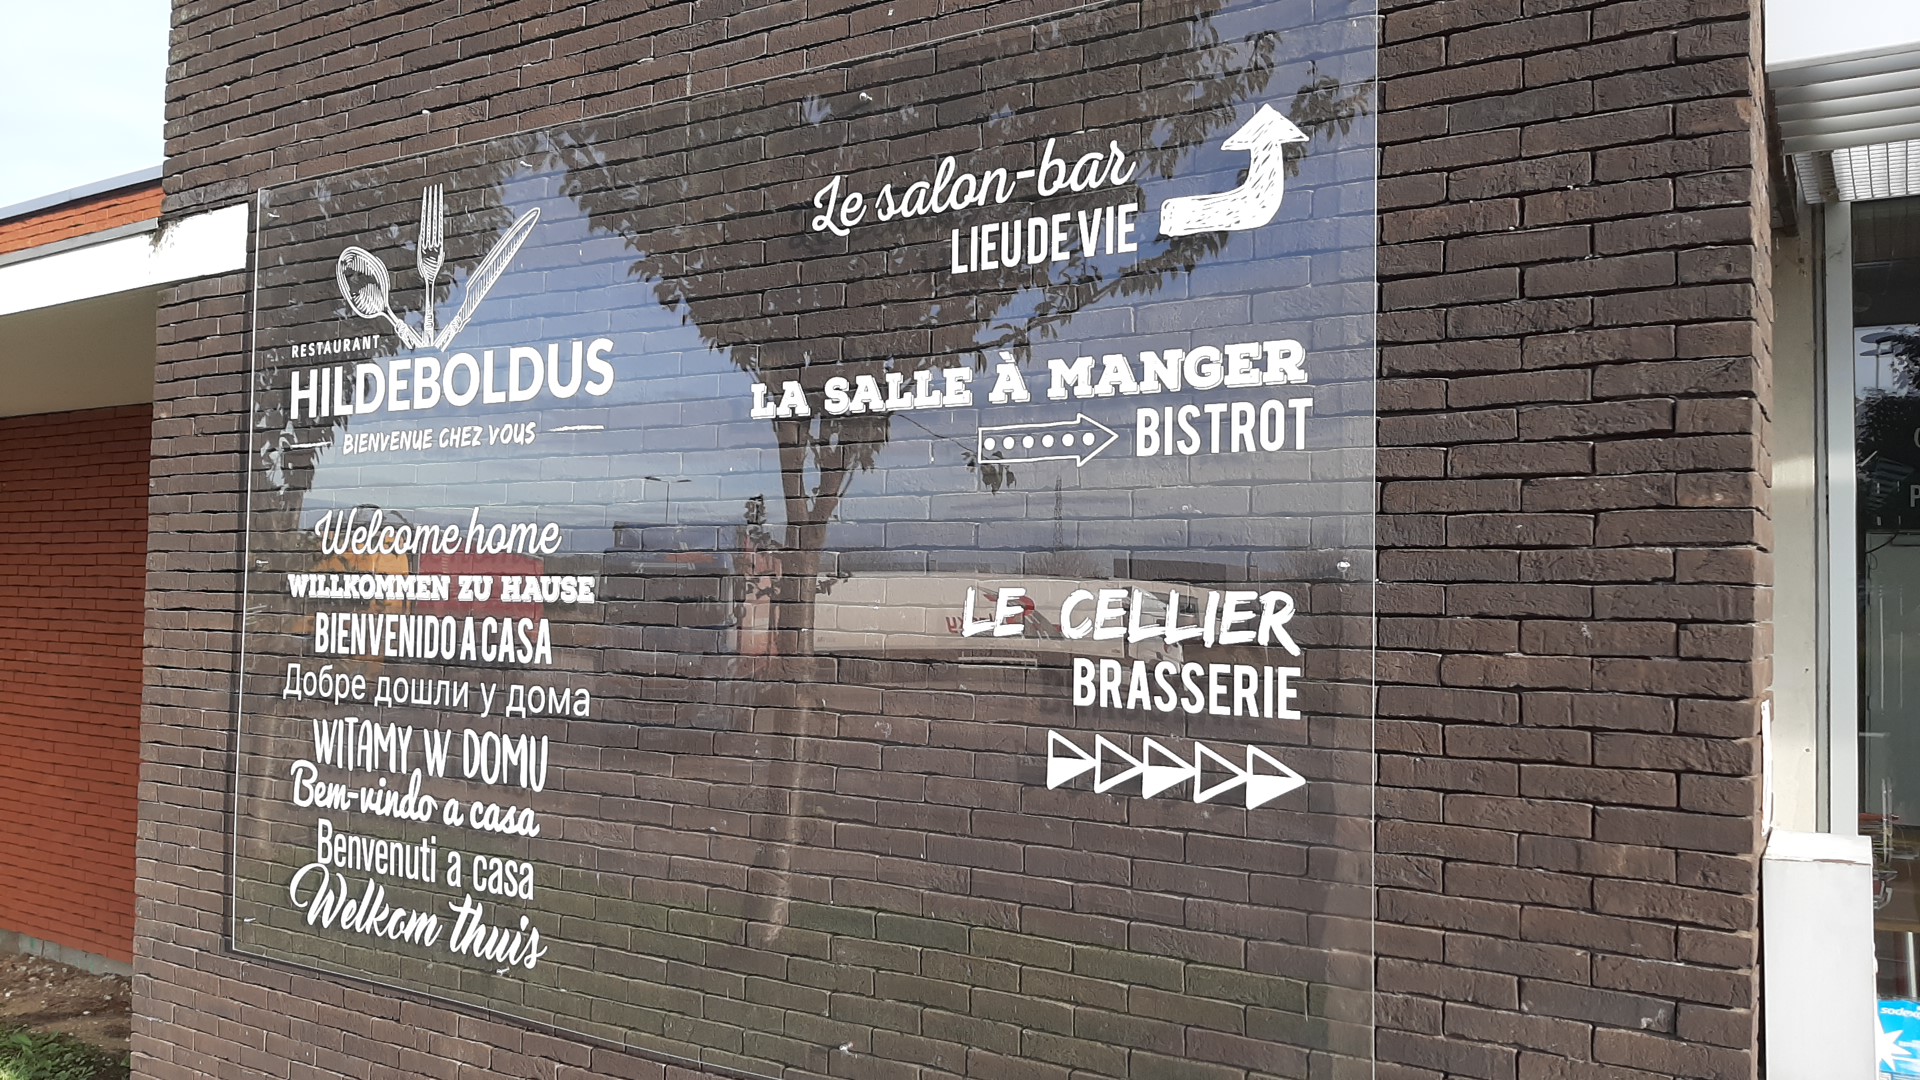 RESTAURANT
HILDEBOLDUS
BIENVENUE CHEZ VOUS
Welcome home
WILLKOMMEN ZU HAUSE
BIENVENIDO A CASA
Добре дошли у дома
WITAMY W DOMU
Bem-vindo a casa
Benvenuti a casa
Welkom thuis
Le salon-bar
LIEU DE VIE
LA SALLE À MANGER
BISTROT
LE CELLIER
BRASSERIE